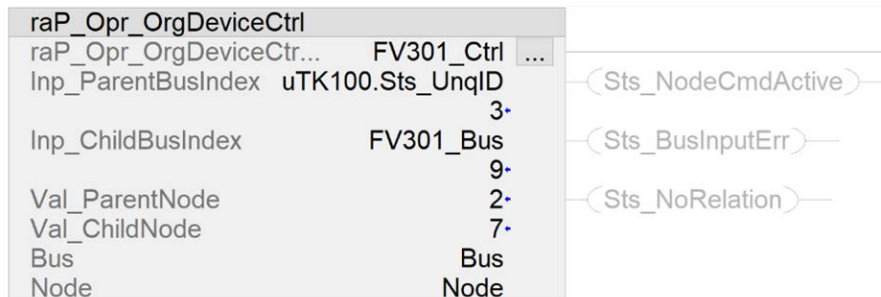 raP_Opr_OrgDeviceCtrl
raP_Opr_OrgDeviceCtr... FV301_Ctrl ...
Inp_ParentBusIndex uTK100.Sts_UnqID (Sts_NodeCmdActive)
3
Inp_ChildBusIndex FV301_Bus (Sts_BusInputErr)
9
Val_ParentNode 2 (Sts_NoRelation)
Val_ChildNode 7
Bus Bus
Node Node